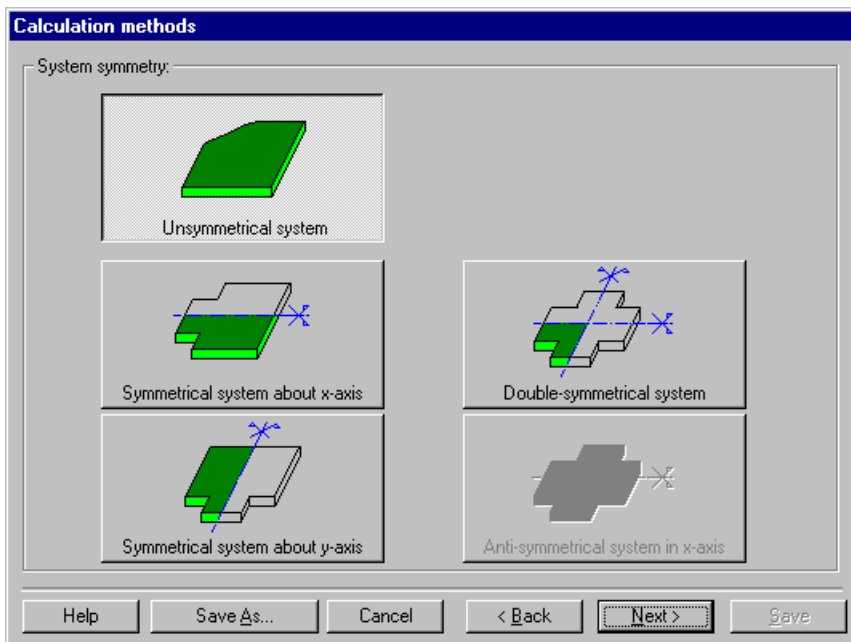 Calculation methods
System symmetry:
Unsymmetrical system
Symmetrical system about x-axis
Double-symmetrical system
Symmetrical system about y-axis
Anti-symmetrical system in x-axis
Help
Save As...
Cancel
< Back
Next >
Save